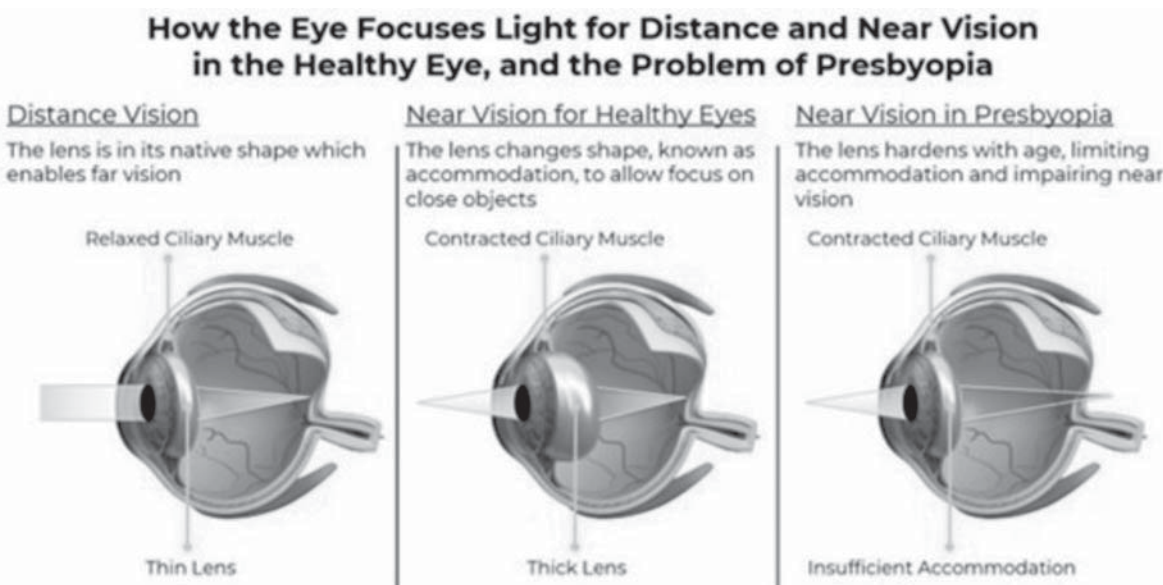 How the Eye Focuses Light for Distance and Near Vision
in the Healthy Eye, and the Problem of Presbyopia
Distance Vision
The lens is in its native shape which
enables far vision
Relaxed Ciliary Muscle
Thin Lens
Near Vision for Healthy Eyes
The lens changes shape, known as
accommodation, to allow focus on
close objects
Contracted Ciliary Muscle
Thick Lens
Near Vision in Presbyopia
The lens hardens with age, limiting
accommodation and impairing near
vision
Contracted Ciliary Muscle
Insufficient Accommodation